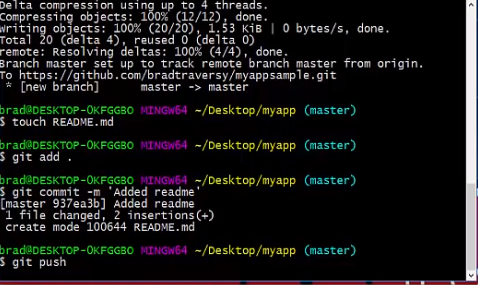 Delta compression using up to 4 threads.
Compressing objects: 100% (12/12), done.
Writing objects: 100% (20/20), 1.53 KiB | 0 bytes/s, done.
Total 20 (delta 4), reused 0 (delta 0)
remote: Resolving deltas: 100% (4/4), done.
Branch master set up to track remote branch master from origin.
To https://github.com/bradtraversy/myappsample.git
 * [new branch]      master -> master
brad@DESKTOP-0KFGGBO MINGW64 ~/Desktop/myapp (master)
$ touch README.md
brad@DESKTOP-0KFGGBO MINGW64 ~/Desktop/myapp (master)
$ git add .
brad@DESKTOP-0KFGGBO MINGW64 ~/Desktop/myapp (master)
$ git commit -m 'Added readme'
[master 937ea3b] Added readme
 1 file changed, 2 insertions(+)
 create mode 100644 README.md
brad@DESKTOP-0KFGGBO MINGW64 ~/Desktop/myapp (master)
$ git push